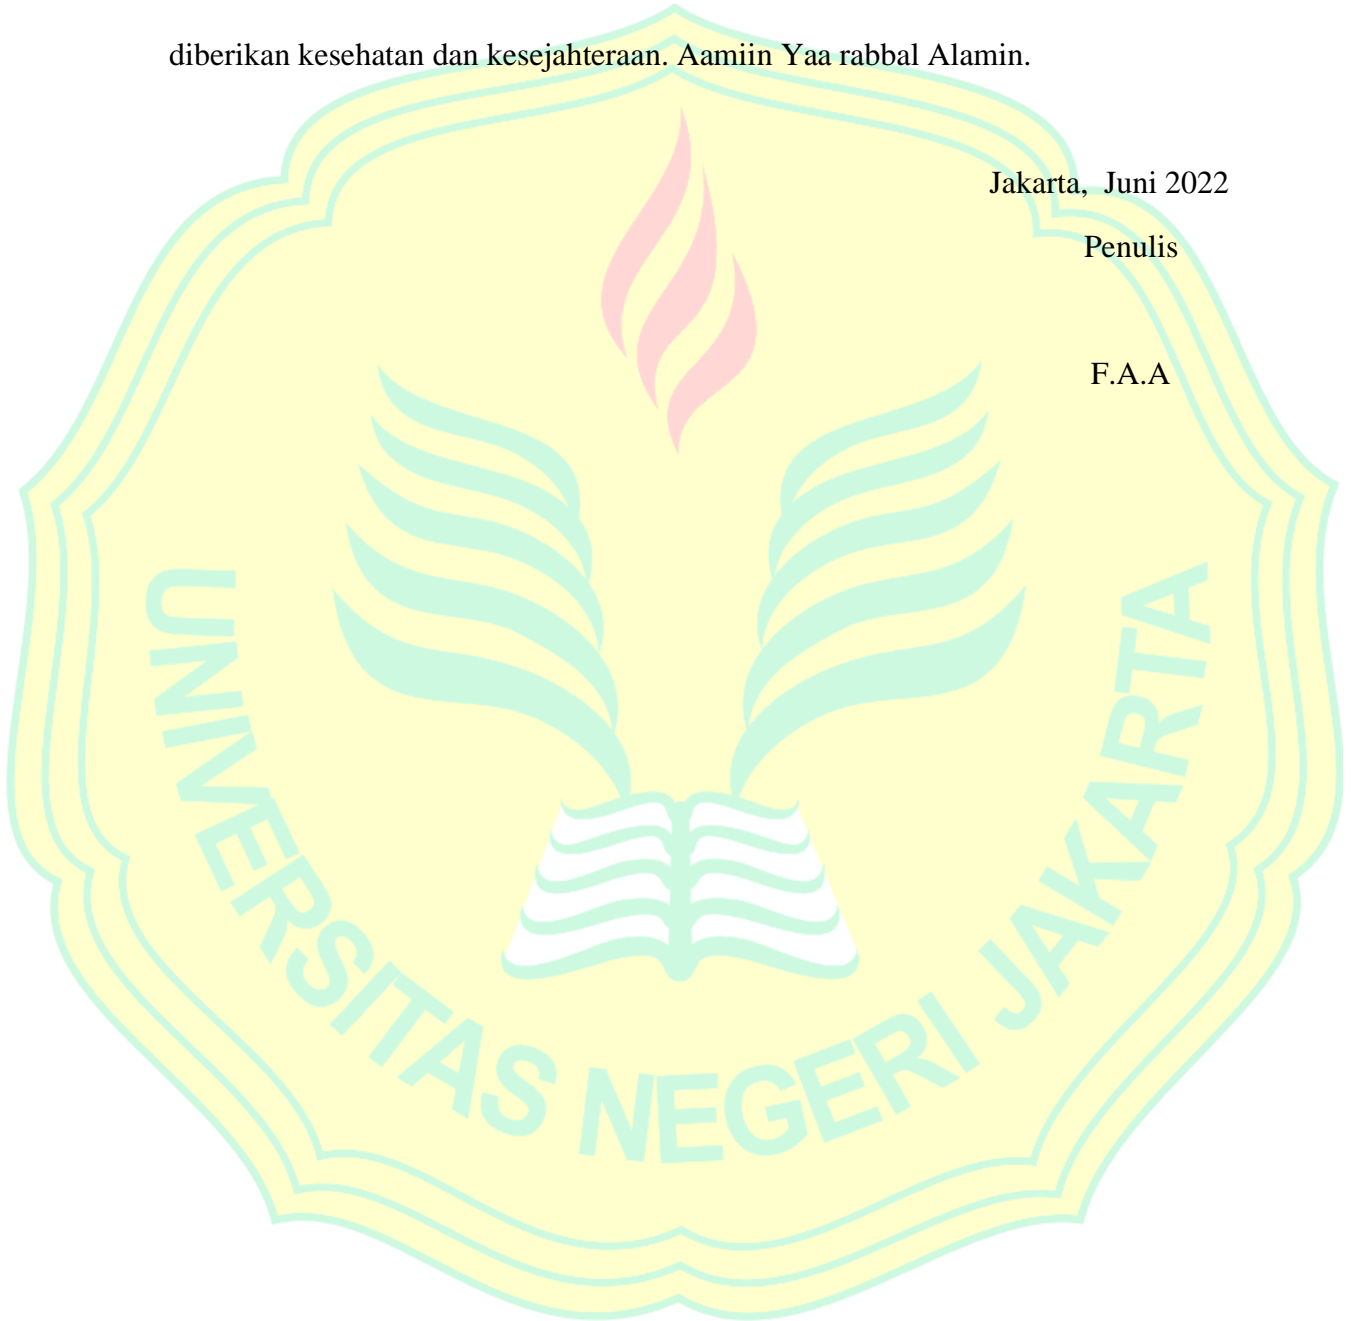 diberikan kesehatan dan kesejahteraan. Aamiin Yaa rabbal Alamin.
Jakarta,  Juni 2022
Penulis
F.A.A
UNIVERSITAS NEGERI JAKARTA